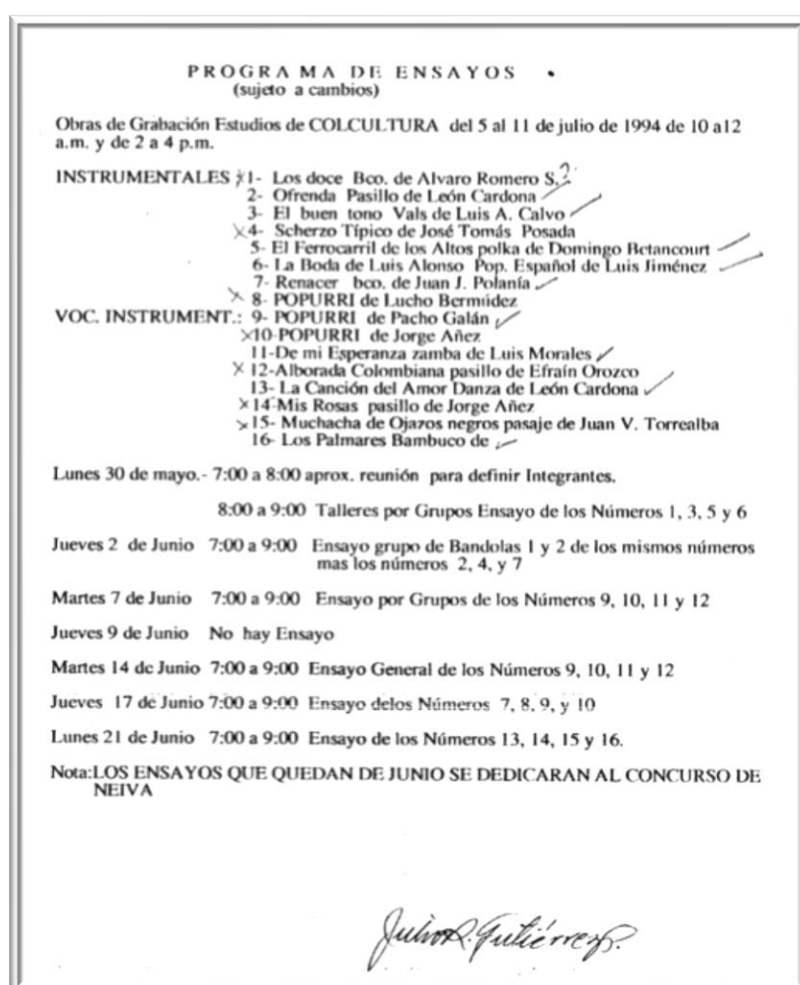 PROGRAMA DE ENSAYOS
(sujeto a cambios)
Obras de Grabación Estudios de COLCULTURA del 5 al 11 de julio de 1994 de 10 a12
a.m. y de 2 a 4 p.m.
INSTRUMENTALES 1- Los doce Bco. de Alvaro Romero S. ?
2- Ofrenda Pasillo de León Cardona
3- El buen tono Vals de Luis A. Calvo
4- Scherzo Típico de José Tomás Posada
5- El Ferrocarril de los Altos polka de Domingo Betancourt
6- La Boda de Luis Alonso Pop. Español de Luis Jiménez
7- Renacer bco. de Juan J. Polanía
8- POPURRI de Lucho Bermúdez
VOC. INSTRUMENT.: 9- POPURRI de Pacho Galán
10-POPURRI de Jorge Añez
11-De mi Esperanza zamba de Luis Morales
12-Alborada Colombiana pasillo de Efraín Orozco
13- La Canción del Amor Danza de León Cardona
14-Mis Rosas pasillo de Jorge Añez
15- Muchacha de Ojazos negros pasaje de Juan V. Torrealba
16- Los Palmares Bambuco de
Lunes 30 de mayo.- 7:00 a 8:00 aprox. reunión para definir Integrantes.
8:00 a 9:00 Talleres por Grupos Ensayo de los Números 1, 3, 5 y 6
Jueves 2 de Junio 7:00 a 9:00 Ensayo grupo de Bandolas 1 y 2 de los mismos números
mas los números 2, 4, y 7
Martes 7 de Junio 7:00 a 9:00 Ensayo por Grupos de los Números 9, 10, 11 y 12
Jueves 9 de Junio No hay Ensayo
Martes 14 de Junio 7:00 a 9:00 Ensayo General de los Números 9, 10, 11 y 12
Jueves 17 de Junio 7:00 a 9:00 Ensayo delos Números 7, 8, 9, y 10
Lunes 21 de Junio 7:00 a 9:00 Ensayo de los Números 13, 14, 15 y 16.
Nota:LOS ENSAYOS QUE QUEDAN DE JUNIO SE DEDICARAN AL CONCURSO DE
NEIVA
Julio R. Gutiérrez